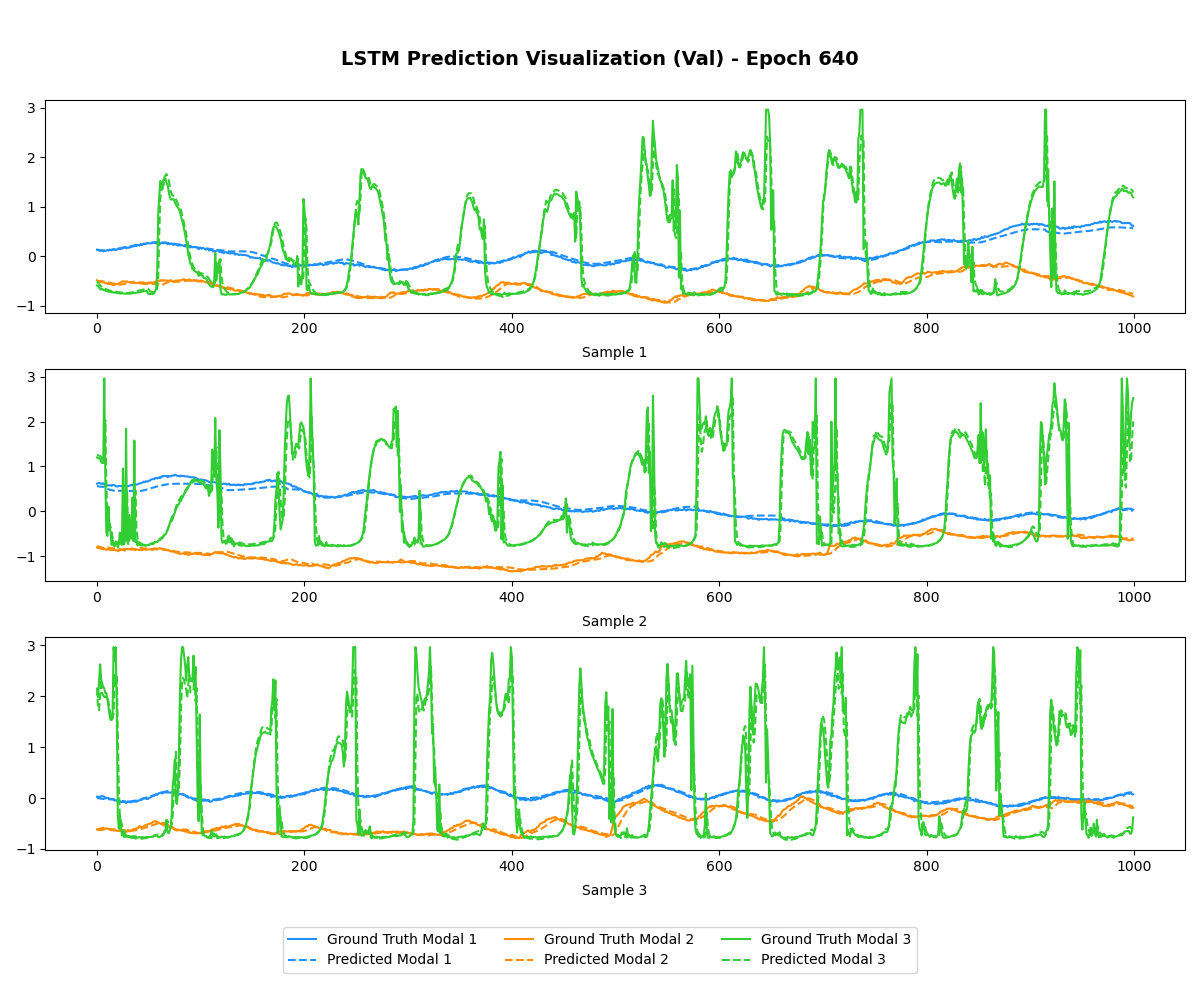 LSTM Prediction Visualization (Val) - Epoch 640
3
2
1
0
−1
0 200 400 600 800 1000
Sample 1
3
2
1
0
−1
0 200 400 600 800 1000
Sample 2
3
2
1
0
−1
0 200 400 600 800 1000
Sample 3
Ground Truth Modal 1 Ground Truth Modal 2 Ground Truth Modal 3
Predicted Modal 1 Predicted Modal 2 Predicted Modal 3